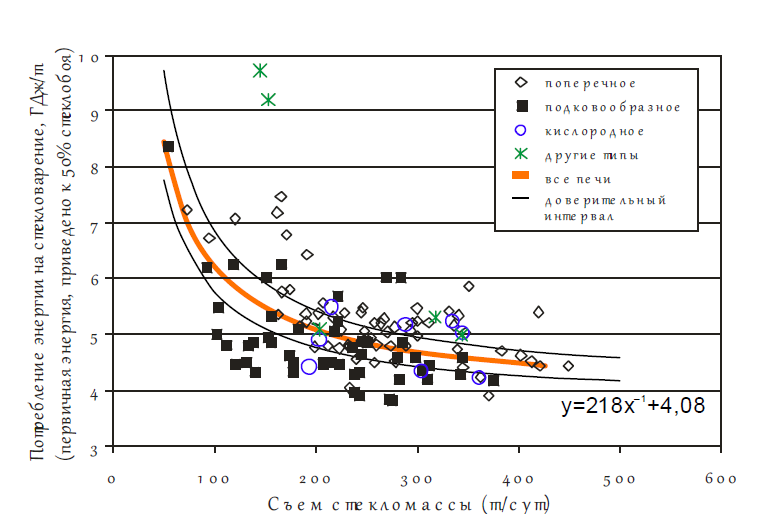 Потребление энергии на стекловарение, ГДж/т
(первичная энергия, приведено к 50% стеклобоя)
10
9
8
7
6
5
4
3
поперечное
подковообразное
кислородное
другие типы
все печи
доверительный
интервал
y=218x⁻¹+4,08
0 100 200 300 400 500 600
Съем стекломассы (т/сут)